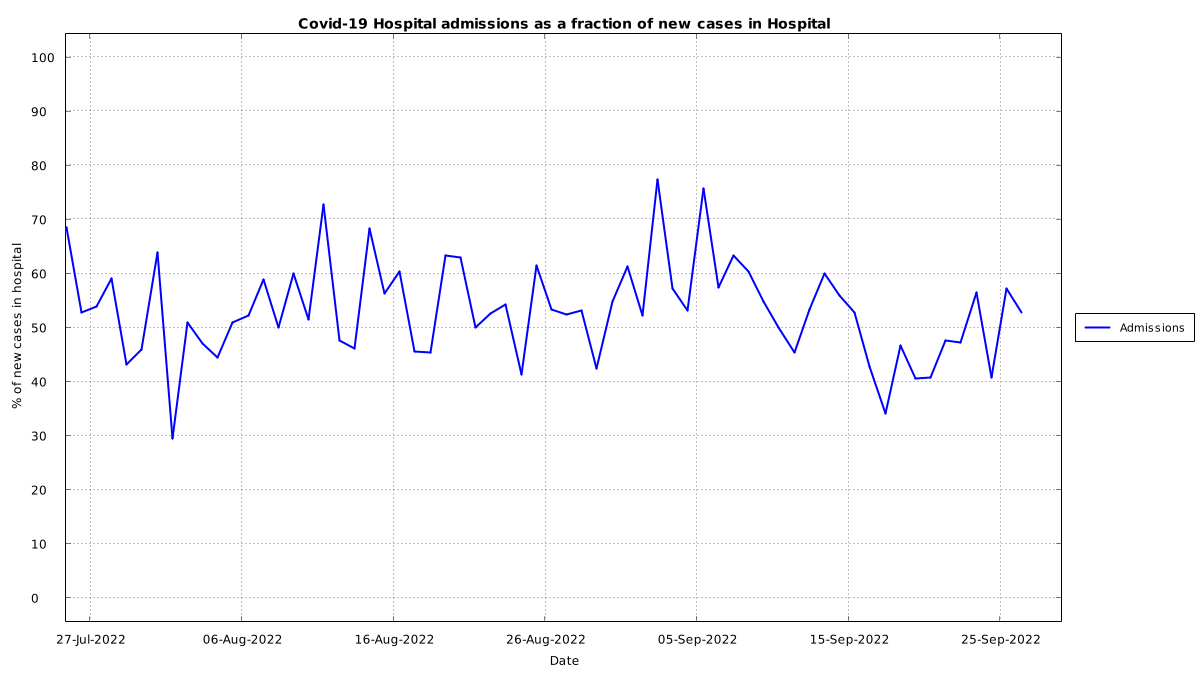 Covid-19 Hospital admissions as a fraction of new cases in Hospital
100
90
80
70
60
50
40
30
20
10
0
% of new cases in hospital
27-Jul-2022
06-Aug-2022
16-Aug-2022
26-Aug-2022
05-Sep-2022
15-Sep-2022
25-Sep-2022
Date
Admissions